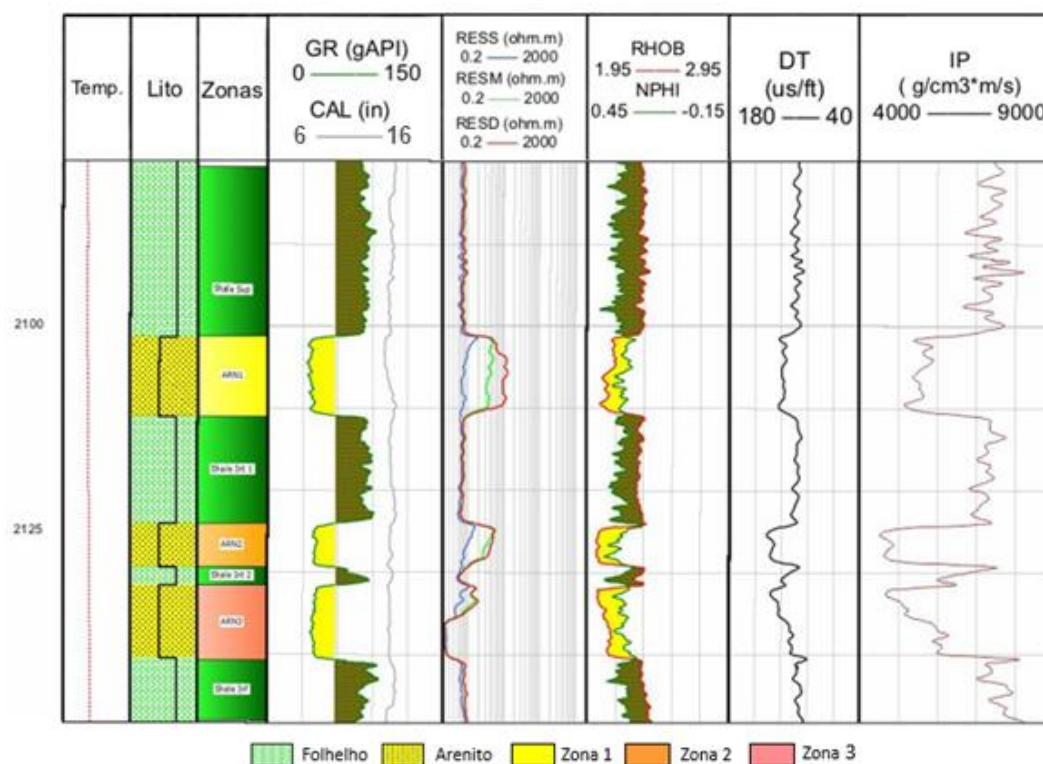 Temp.
Lito
Zonas
GR (gAPI)
0 150
CAL (in)
6 16
RESS (ohm.m)
0.2 2000
RESM (ohm.m)
0.2 2000
RESD (ohm.m)
0.2 2000
RHOB
1.95 2.95
NPHI
0.45 -0.15
DT
(us/ft)
180 40
IP
( g/cm3*m/s)
4000 9000
Shale Sup
2100
ARN1
Shale Int 1
2125
ARN2
Shale Int 2
ARN3
Shale Inf
Folhelho
Arenito
Zona 1
Zona 2
Zona 3